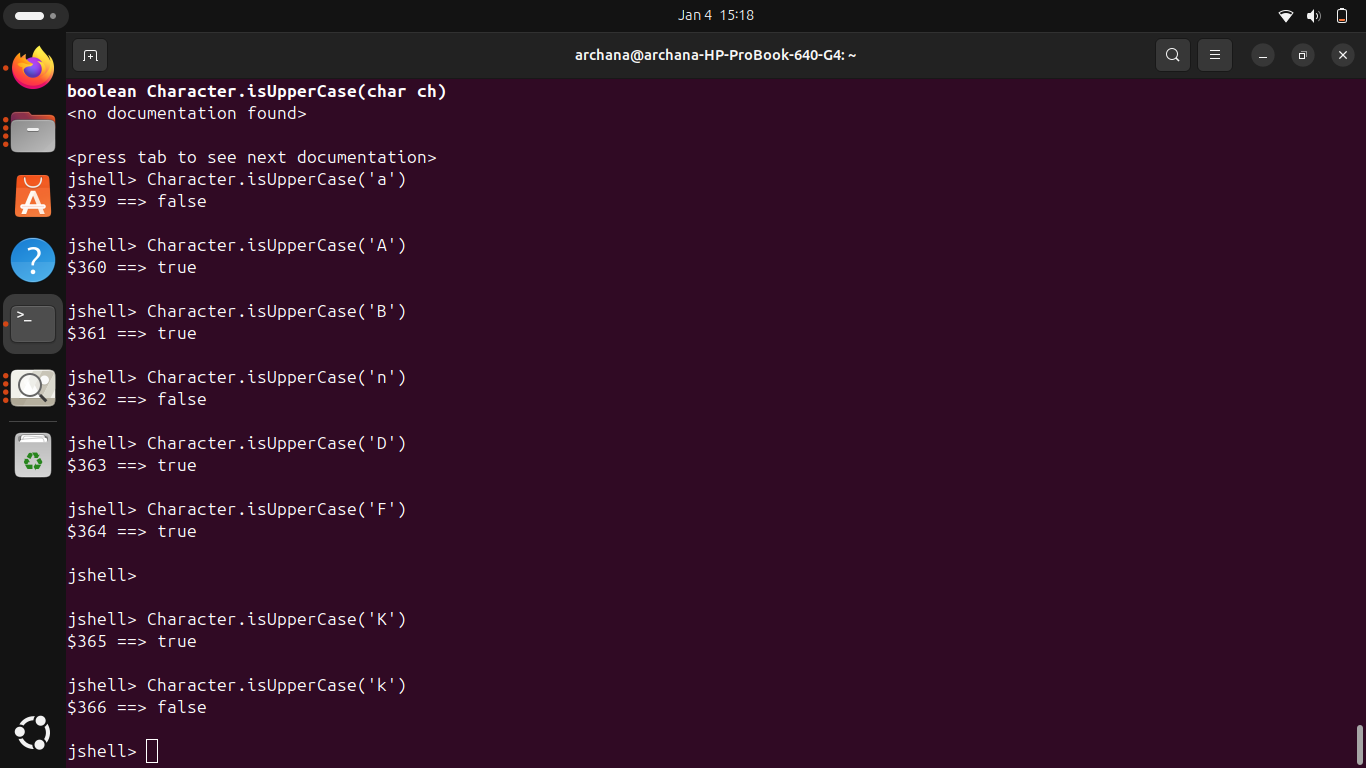 Jan 4 15:18
archana@archana-HP-ProBook-640-G4: ~
boolean Character.isUpperCase(char ch)
<no documentation found>
<press tab to see next documentation>
jshell> Character.isUpperCase('a')
$359 ==> false
jshell> Character.isUpperCase('A')
$360 ==> true
jshell> Character.isUpperCase('B')
$361 ==> true
jshell> Character.isUpperCase('n')
$362 ==> false
jshell> Character.isUpperCase('D')
$363 ==> true
jshell> Character.isUpperCase('F')
$364 ==> true
jshell>
jshell> Character.isUpperCase('K')
$365 ==> true
jshell> Character.isUpperCase('k')
$366 ==> false
jshell>